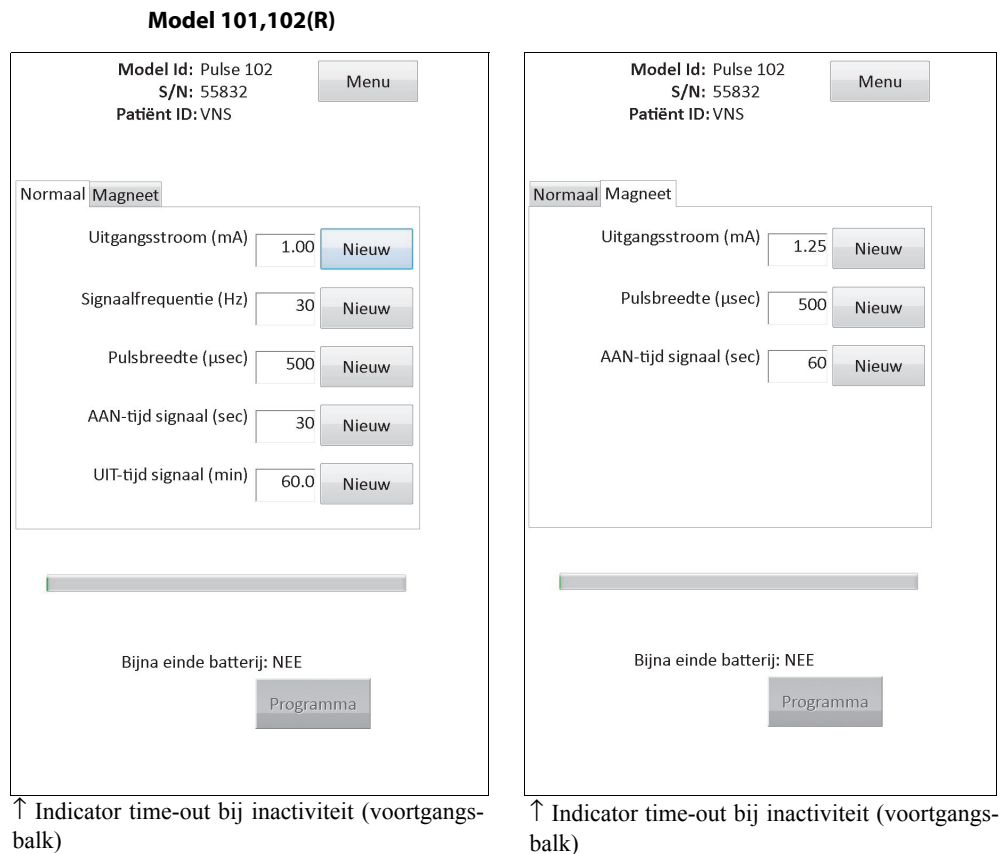 Model 101,102(R)
Model Id: Pulse 102
S/N: 55832
Patiënt ID: VNS
Menu
Normaal Magneet
Uitgangsstroom (mA) 1.00 Nieuw
Signaalfrequentie (Hz) 30 Nieuw
Pulsbreedte (µsec) 500 Nieuw
AAN-tijd signaal (sec) 30 Nieuw
UIT-tijd signaal (min) 60.0 Nieuw
Bijna einde batterij: NEE
Programma
↑ Indicator time-out bij inactiviteit (voortgangs-
balk)
Model Id: Pulse 102
S/N: 55832
Patiënt ID: VNS
Menu
Normaal Magneet
Uitgangsstroom (mA) 1.25 Nieuw
Pulsbreedte (µsec) 500 Nieuw
AAN-tijd signaal (sec) 60 Nieuw
Bijna einde batterij: NEE
Programma
↑ Indicator time-out bij inactiviteit (voortgangs-
balk)